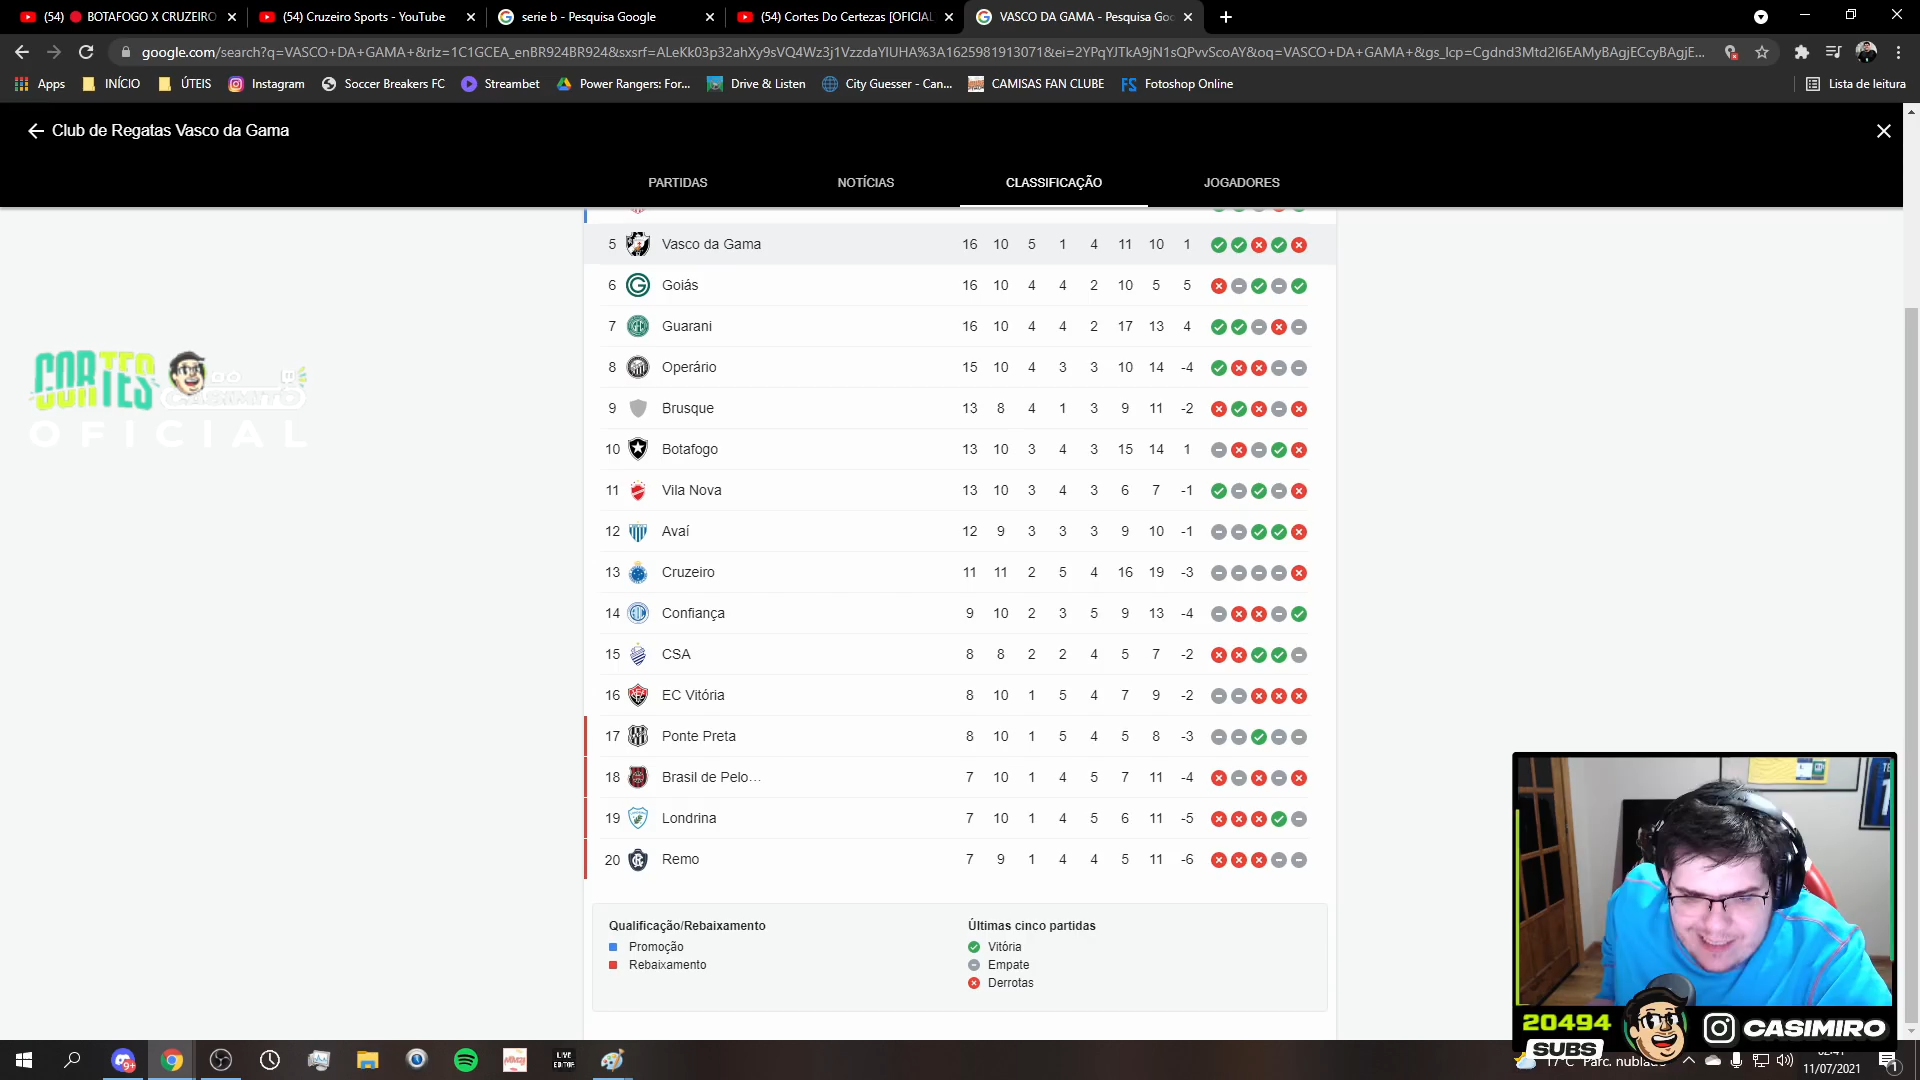 (54) 🔴 BOTAFOGO X CRUZEIRO
(54) Cruzeiro Sports - YouTube
serie b - Pesquisa Google
(54) Cortes Do Certezas [OFICIAL
VASCO DA GAMA - Pesquisa Goo
google.com/search?q=VASCO+DA+GAMA+&rlz=1C1GCEA_enBR924BR924&sxsrf=ALeKk03p32ahXy9sVQ4Wz3j1VzzdaYIUHA%3A1625981913071&ei=2YPqYJTkA9jN1sQPvvScoAY&oq=VASCO+DA+GAMA+&gs_lcp=Cgdnd3Mtd2l6EAMyBAgjECcyBAgjE...
Apps
INÍCIO
ÚTEIS
Instagram
Soccer Breakers FC
Streambet
Power Rangers: For...
Drive & Listen
City Guesser - Can...
CAMISAS FAN CLUBE
FS Fotoshop Online
Lista de leitura
Club de Regatas Vasco da Gama
PARTIDAS NOTÍCIAS CLASSIFICAÇÃO JOGADORES
5 Vasco da Gama 16 10 5 1 4 11 10 1
6 Goiás 16 10 4 4 2 10 5 5
7 Guarani 16 10 4 4 2 17 13 4
8 Operário 15 10 4 3 3 10 14 -4
9 Brusque 13 8 4 1 3 9 11 -2
10 Botafogo 13 10 3 4 3 15 14 1
11 Vila Nova 13 10 3 4 3 6 7 -1
12 Avaí 12 9 3 3 3 9 10 -1
13 Cruzeiro 11 11 2 5 4 16 19 -3
14 Confiança 9 10 2 3 5 9 13 -4
15 CSA 8 8 2 2 4 5 7 -2
16 EC Vitória 8 10 1 5 4 7 9 -2
17 Ponte Preta 8 10 1 5 4 5 8 -3
18 Brasil de Pelo... 7 10 1 4 5 7 11 -4
19 Londrina 7 10 1 4 5 6 11 -5
20 Remo 7 9 1 4 4 5 11 -6
Qualificação/Rebaixamento
Promoção
Rebaixamento
Últimas cinco partidas
Vitória
Empate
Derrotas
CORTES
DO
CASIMITO
OFICIAL
20494
SUBS
CASIMIRO
9+
LIVE
EDITOR
17°C Parc. nublado
02:41
11/07/2021
1